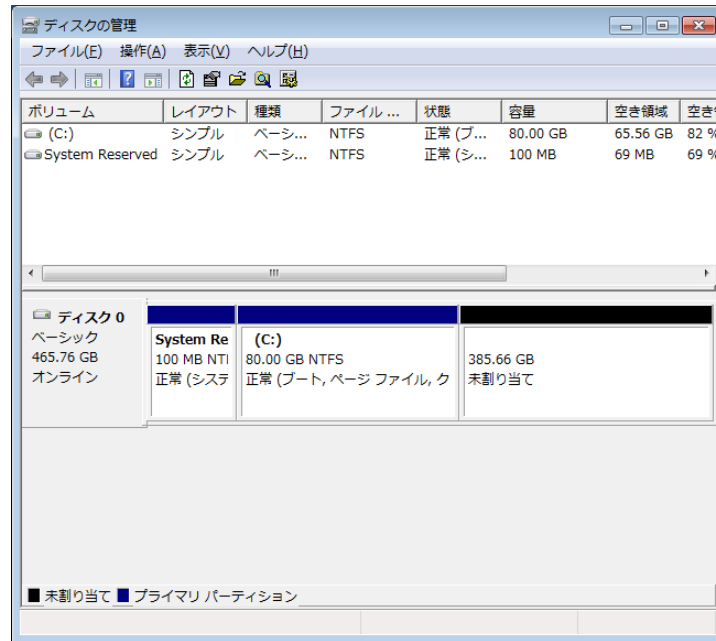 ディスクの管理
ファイル(F) 操作(A) 表示(V) ヘルプ(H)
ボリューム レイアウト 種類 ファイル ... 状態 容量 空き領域 空き
(C:) シンプル ベーシ... NTFS 正常 (ブ... 80.00 GB 65.56 GB 82 %
System Reserved シンプル ベーシ... NTFS 正常 (シ... 100 MB 69 MB 69 %
ディスク 0
ベーシック
465.76 GB
オンライン
System Re
100 MB NTI
正常 (システ
(C:)
80.00 GB NTFS
正常 (ブート, ページ ファイル, ク
385.66 GB
未割り当て
未割り当て プライマリ パーティション